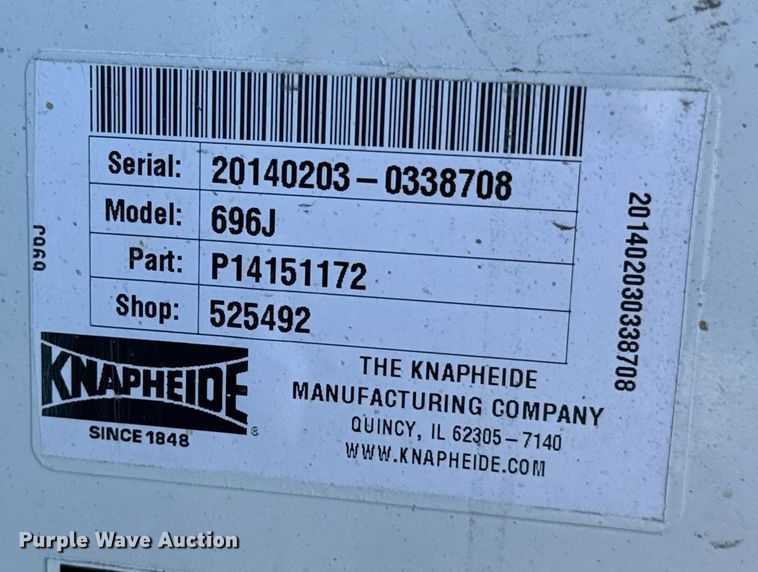 Serial: 20140203-0338708
Model: 696J
Part: P14151172
Shop: 525492
201402030338708
KNAPHEIDE
SINCE 1848 ®
THE KNAPHEIDE
MANUFACTURING COMPANY
QUINCY, IL 62305-7140
WWW.KNAPHEIDE.COM
Purple Wave Auction